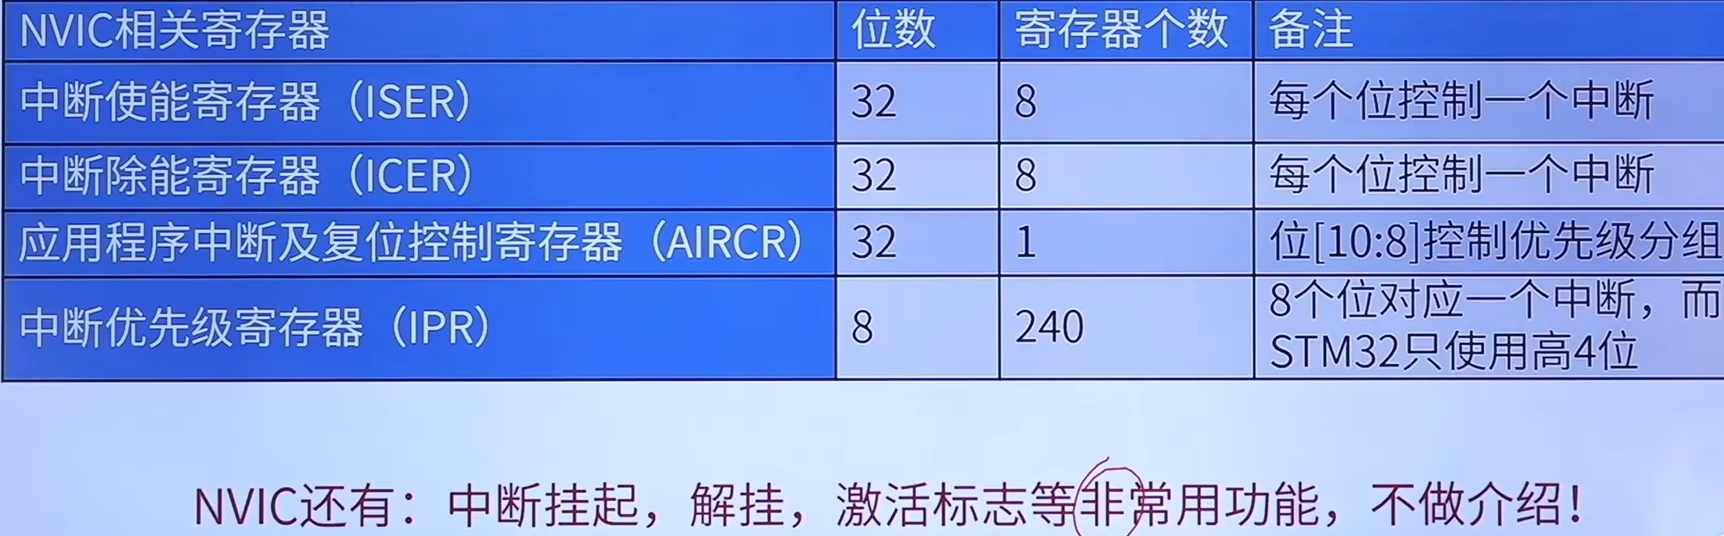 NVIC相关寄存器 位数 寄存器个数 备注
中断使能寄存器（ISER） 32 8 每个位控制一个中断
中断除能寄存器（ICER） 32 8 每个位控制一个中断
应用程序中断及复位控制寄存器（AIRCR） 32 1 位[10:8]控制优先级分组
中断优先级寄存器（IPR） 8 240 8个位对应一个中断，而
STM32只使用高4位
NVIC还有：中断挂起，解挂，激活标志等非常用功能，不做介绍！